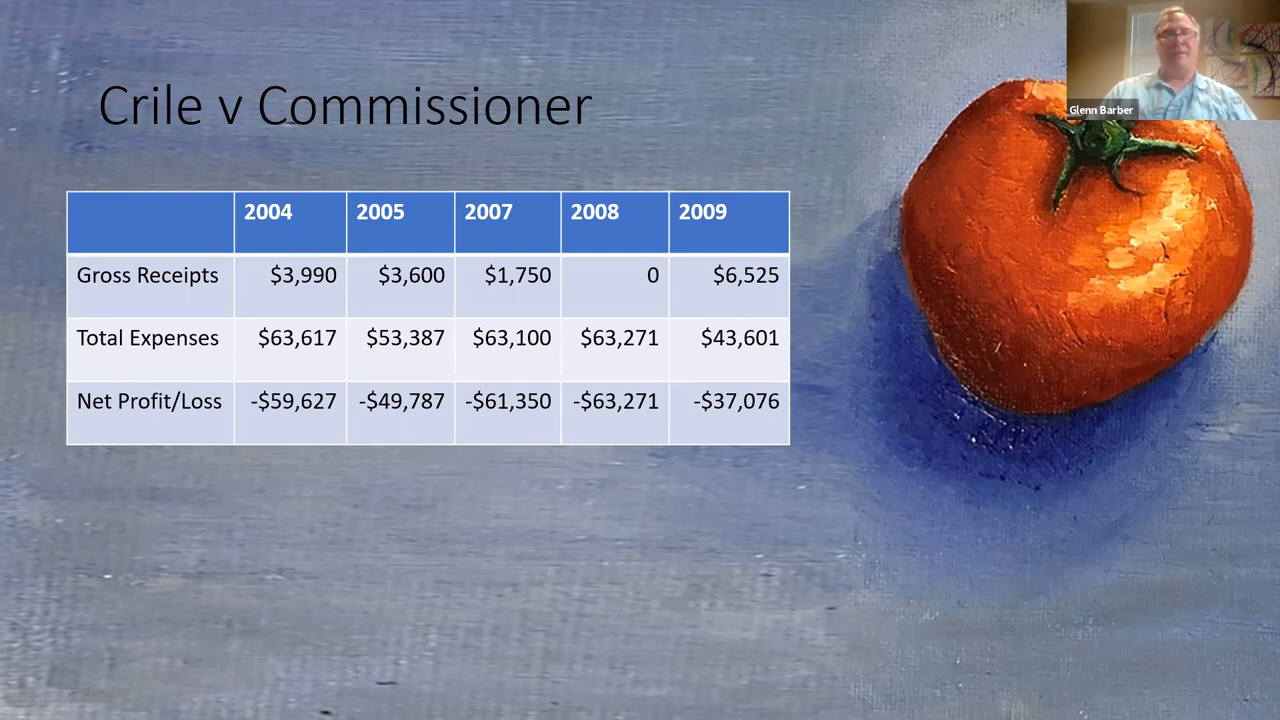 Crile v Commissioner
Glenn Barber
2004 2005 2007 2008 2009
Gross Receipts $3,990 $3,600 $1,750 0 $6,525
Total Expenses $63,617 $53,387 $63,100 $63,271 $43,601
Net Profit/Loss -$59,627 -$49,787 -$61,350 -$63,271 -$37,076